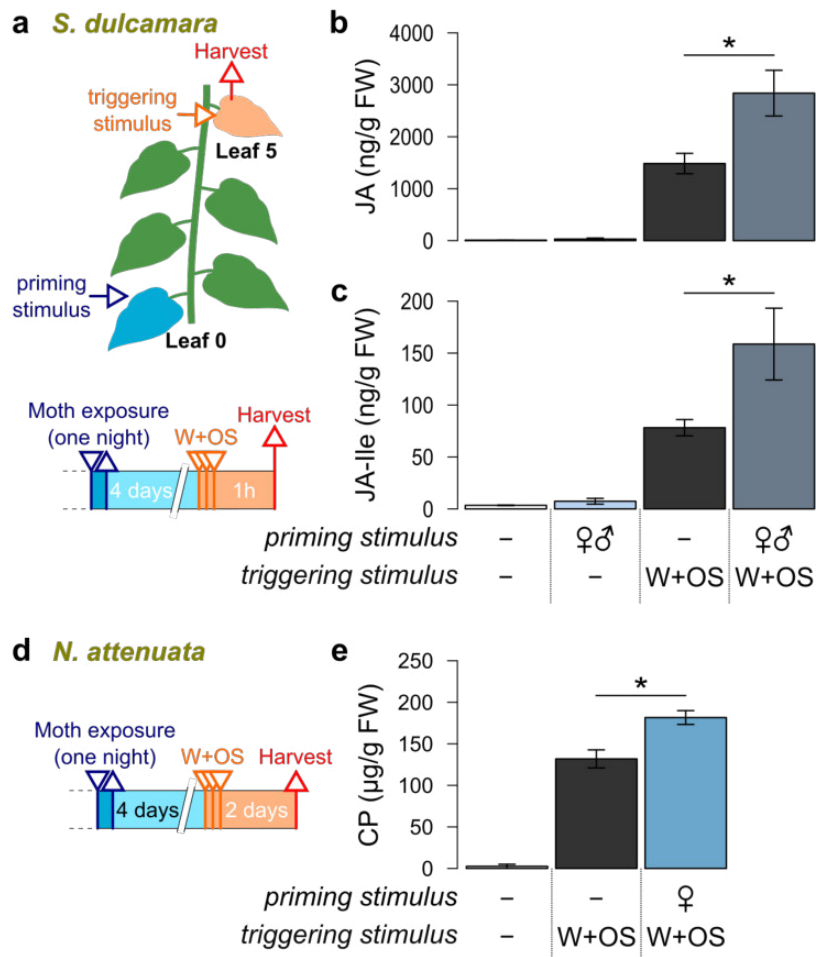 a S. dulcamara
Harvest
triggering
stimulus
Leaf 5
priming
stimulus
Leaf 0
Moth exposure
(one night)
W+OS
Harvest
4 days
1h
b
JA (ng/g FW)
4000
3000
2000
1000
0
*
c
JA-Ile (ng/g FW)
200
150
100
50
0
*
priming stimulus – ♀♂ – ♀♂
triggering stimulus – – W+OS W+OS
d N. attenuata
Moth exposure
(one night)
W+OS
Harvest
4 days
2 days
e
CP (µg/g FW)
250
200
150
100
50
0
*
priming stimulus – – ♀
triggering stimulus – W+OS W+OS